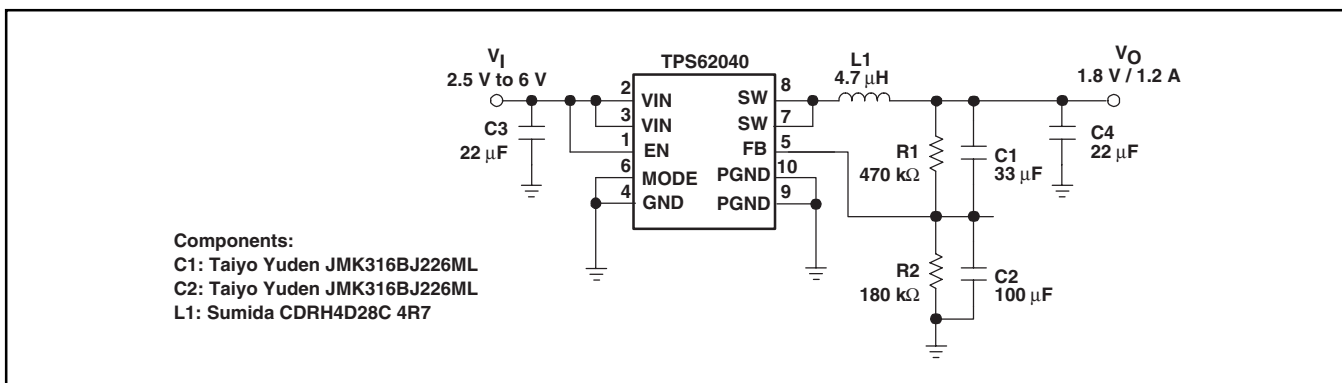 TPS62040
V_I
2.5 V to 6 V
C3
22 μF
2
VIN
3
VIN
1
EN
6
MODE
4
GND
SW
8
SW
7
FB
5
PGND
10
PGND
9
L1
4.7 μH
V_O
1.8 V / 1.2 A
R1
470 kΩ
C1
33 μF
C4
22 μF
R2
180 kΩ
C2
100 μF
Components:
C1: Taiyo Yuden JMK316BJ226ML
C2: Taiyo Yuden JMK316BJ226ML
L1: Sumida CDRH4D28C 4R7